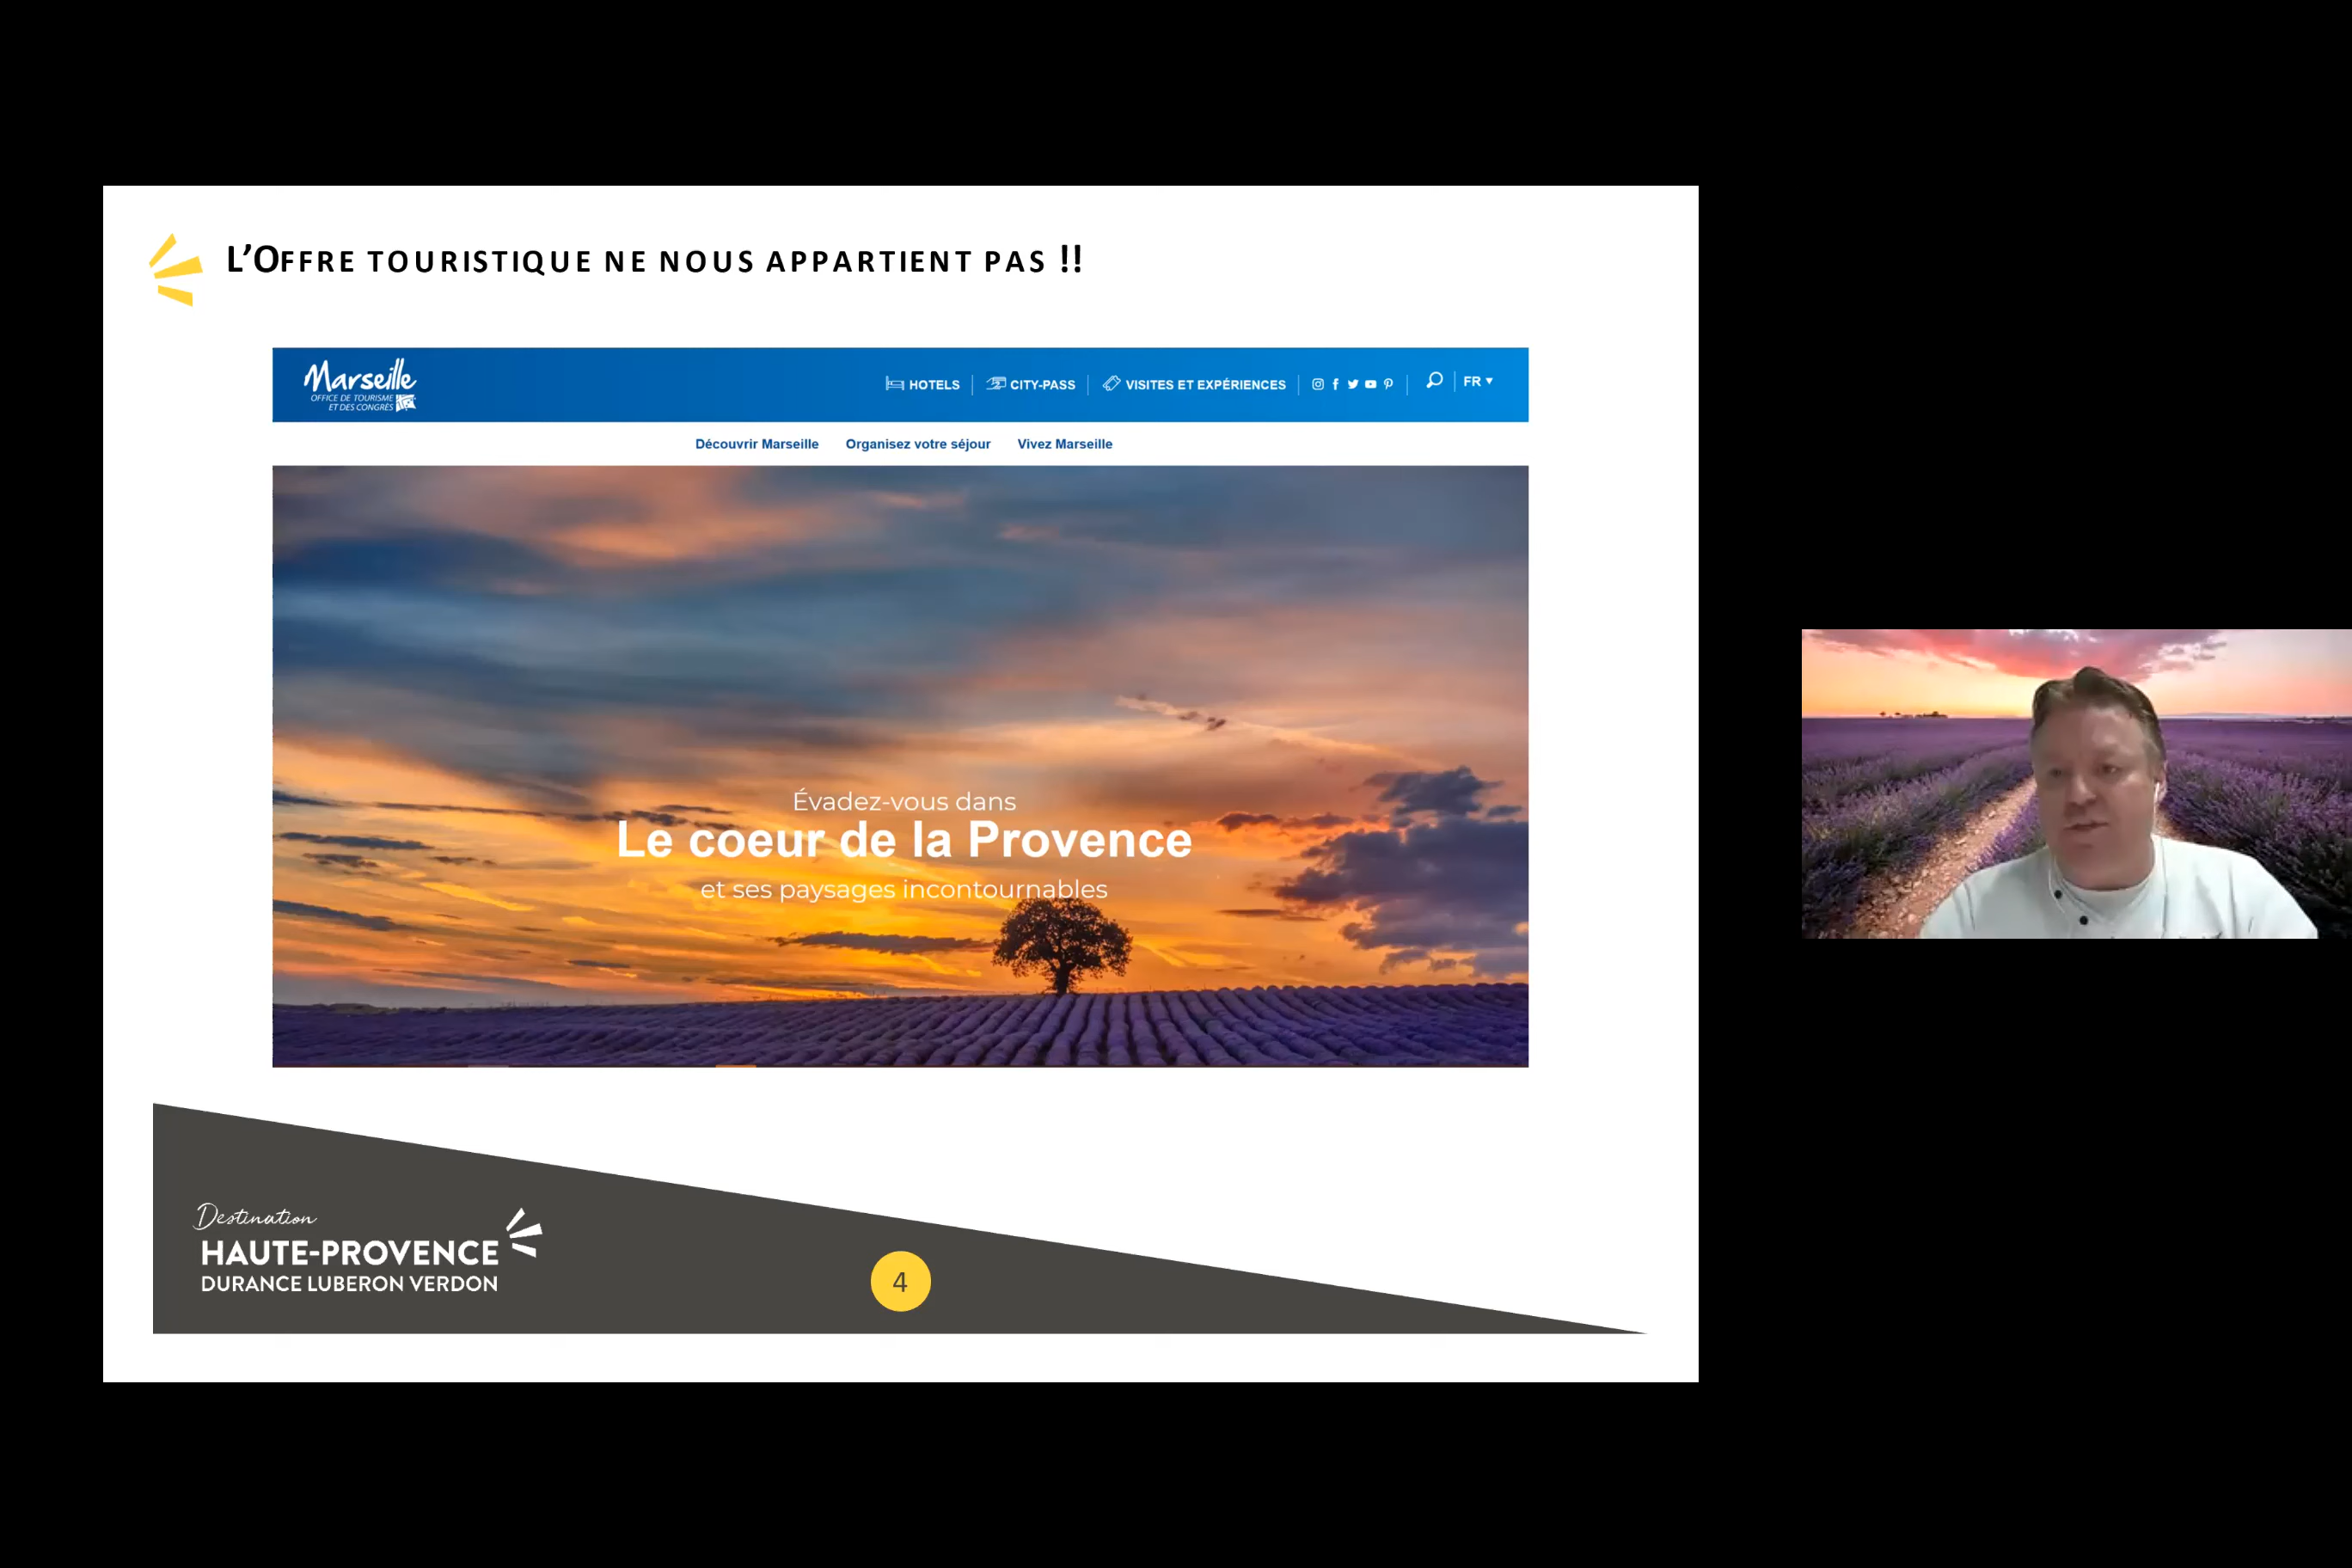 L’OFFRE TOURISTIQUE NE NOUS APPARTIENT PAS !!
Marseille
OFFICE DE TOURISME
ET DES CONGRÈS
HOTELS
CITY-PASS
VISITES ET EXPÉRIENCES
FR
Découvrir Marseille
Organisez votre séjour
Vivez Marseille
Évadez-vous dans
Le coeur de la Provence
et ses paysages incontournables
Destination
HAUTE-PROVENCE
DURANCE LUBERON VERDON
4